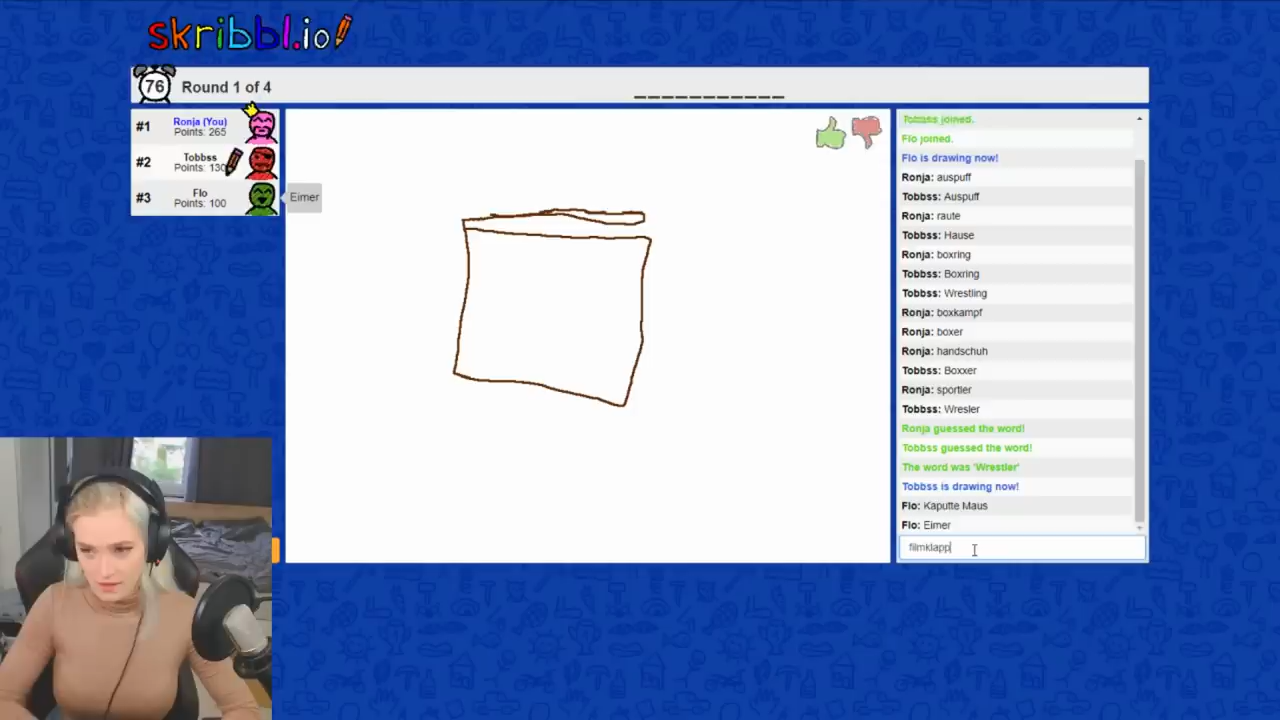 skribbl.io
76
Round 1 of 4
___________
#1
Ronja (You)
Points: 265
#2
Tobbss
Points: 130
#3
Flo
Points: 100
Eimer
Tobbss joined.
Flo joined.
Flo is drawing now!
Ronja: auspuff
Tobbss: Auspuff
Ronja: raute
Tobbss: Hause
Ronja: boxring
Tobbss: Boxring
Tobbss: Wrestling
Ronja: boxkampf
Ronja: boxer
Ronja: handschuh
Tobbss: Boxxer
Ronja: sportler
Tobbss: Wresler
Ronja guessed the word!
Tobbss guessed the word!
The word was 'Wrestler'
Tobbss is drawing now!
Flo: Kaputte Maus
Flo: Eimer
filmklapp